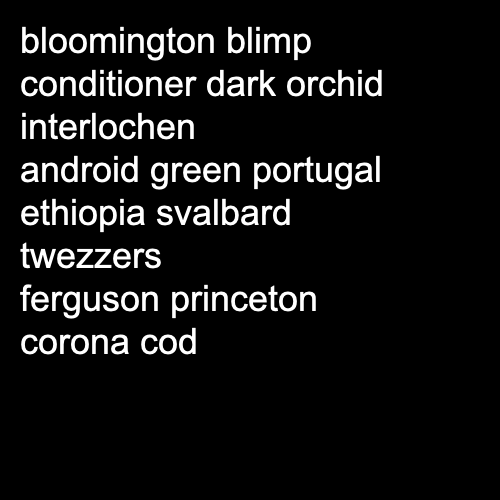 bloomington blimp
conditioner dark orchid
interlochen
android green portugal
ethiopia svalbard
twezzers
ferguson princeton
corona cod